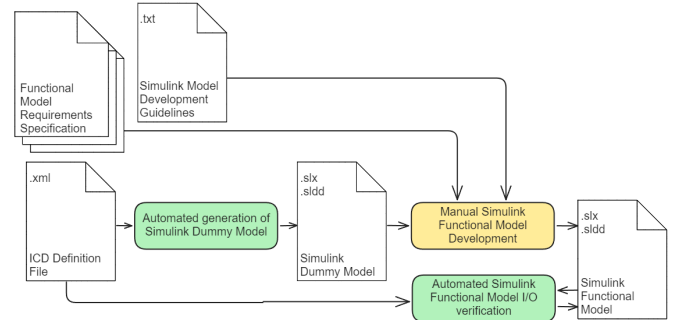 .txt
Functional
Model
Requirements
Specification
Simulink Model
Development
Guidelines
.xml
ICD Definition
File
Automated generation of
Simulink Dummy Model
.slx
.sldd
Simulink
Dummy Model
Manual Simulink
Functional Model
Development
.slx
.sldd
Simulink
Functional
Model
Automated Simulink
Functional Model I/O
verification